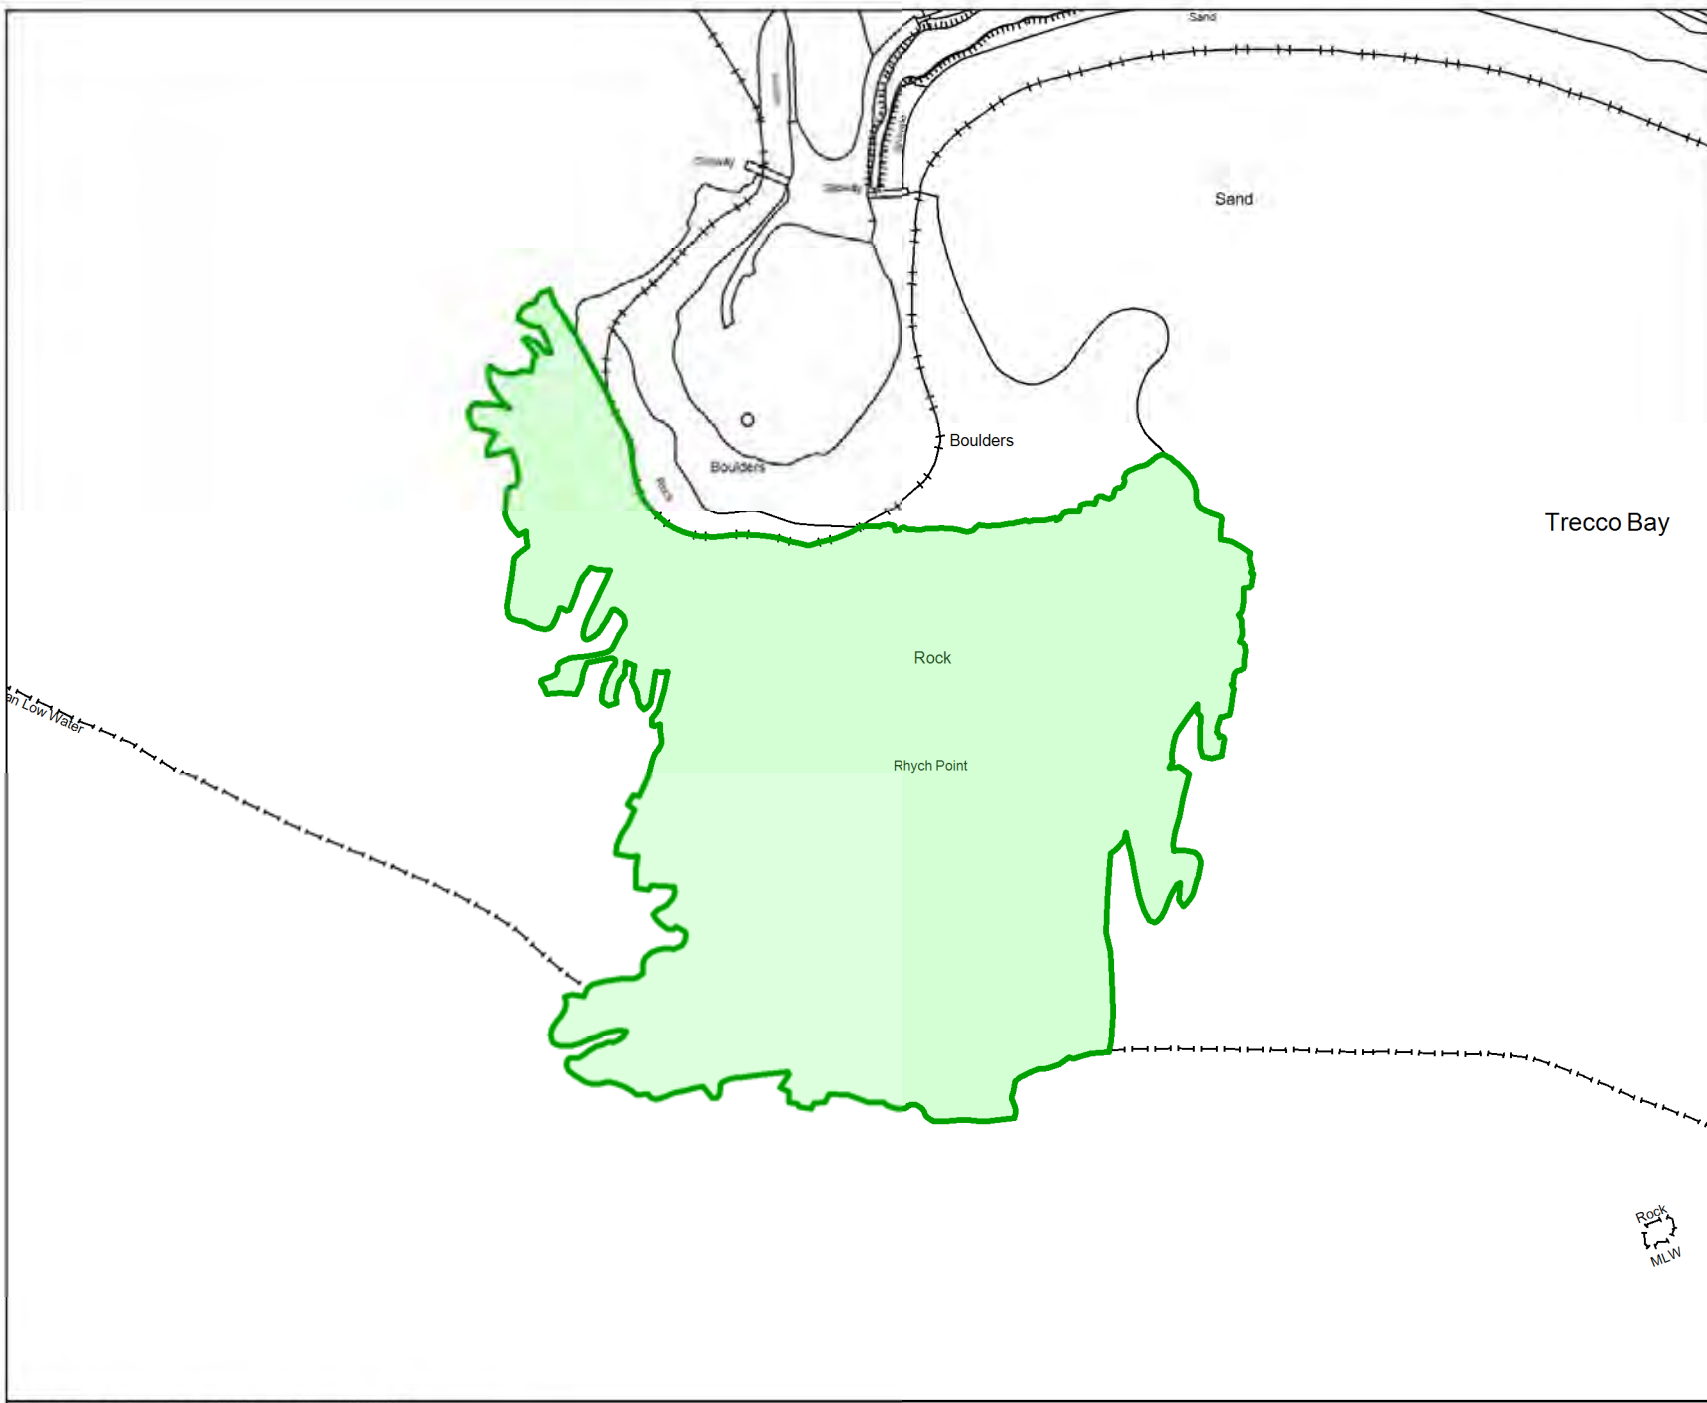 Sand
Slipway
Slipway
Sand
Boulders
Boulders
Rock
Trecco Bay
Rock
Rhych Point
an Low Water
Rock
MLW